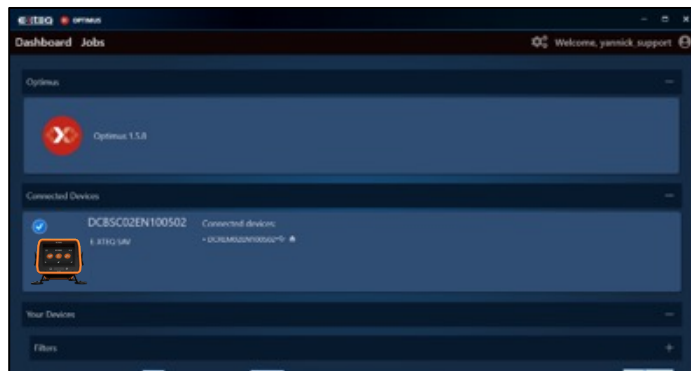 OPTIMUS
Dashboard Jobs
Welcome, yannick_support
Optimus
Optimus 1.5.8
Connected Devices
DCBSC02EN100502
Connected devices:
E-XTEQ SAV
Your Devices
Filters